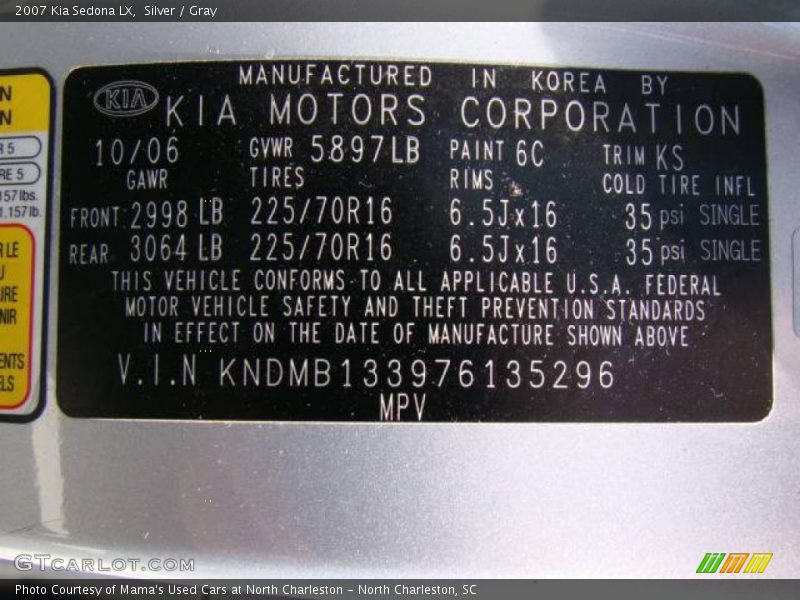 2007 Kia Sedona LX, Silver / Gray
MANUFACTURED IN KOREA BY
KIA KIA MOTORS CORPORATION
10/06 GVWR 5897LB PAINT 6C TRIM KS
GAWR TIRES RIMS COLD TIRE INFL
FRONT 2998 LB 225/70R16 6.5Jx16 35 psi SINGLE
REAR 3064 LB 225/70R16 6.5Jx16 35 psi SINGLE
THIS VEHICLE CONFORMS TO ALL APPLICABLE U.S.A. FEDERAL
MOTOR VEHICLE SAFETY AND THEFT PREVENTION STANDARDS
IN EFFECT ON THE DATE OF MANUFACTURE SHOWN ABOVE
V.I.N KNDMB133976135296
MPV
GTCARLOT.COM
Photo Courtesy of Mama's Used Cars at North Charleston - North Charleston, SC